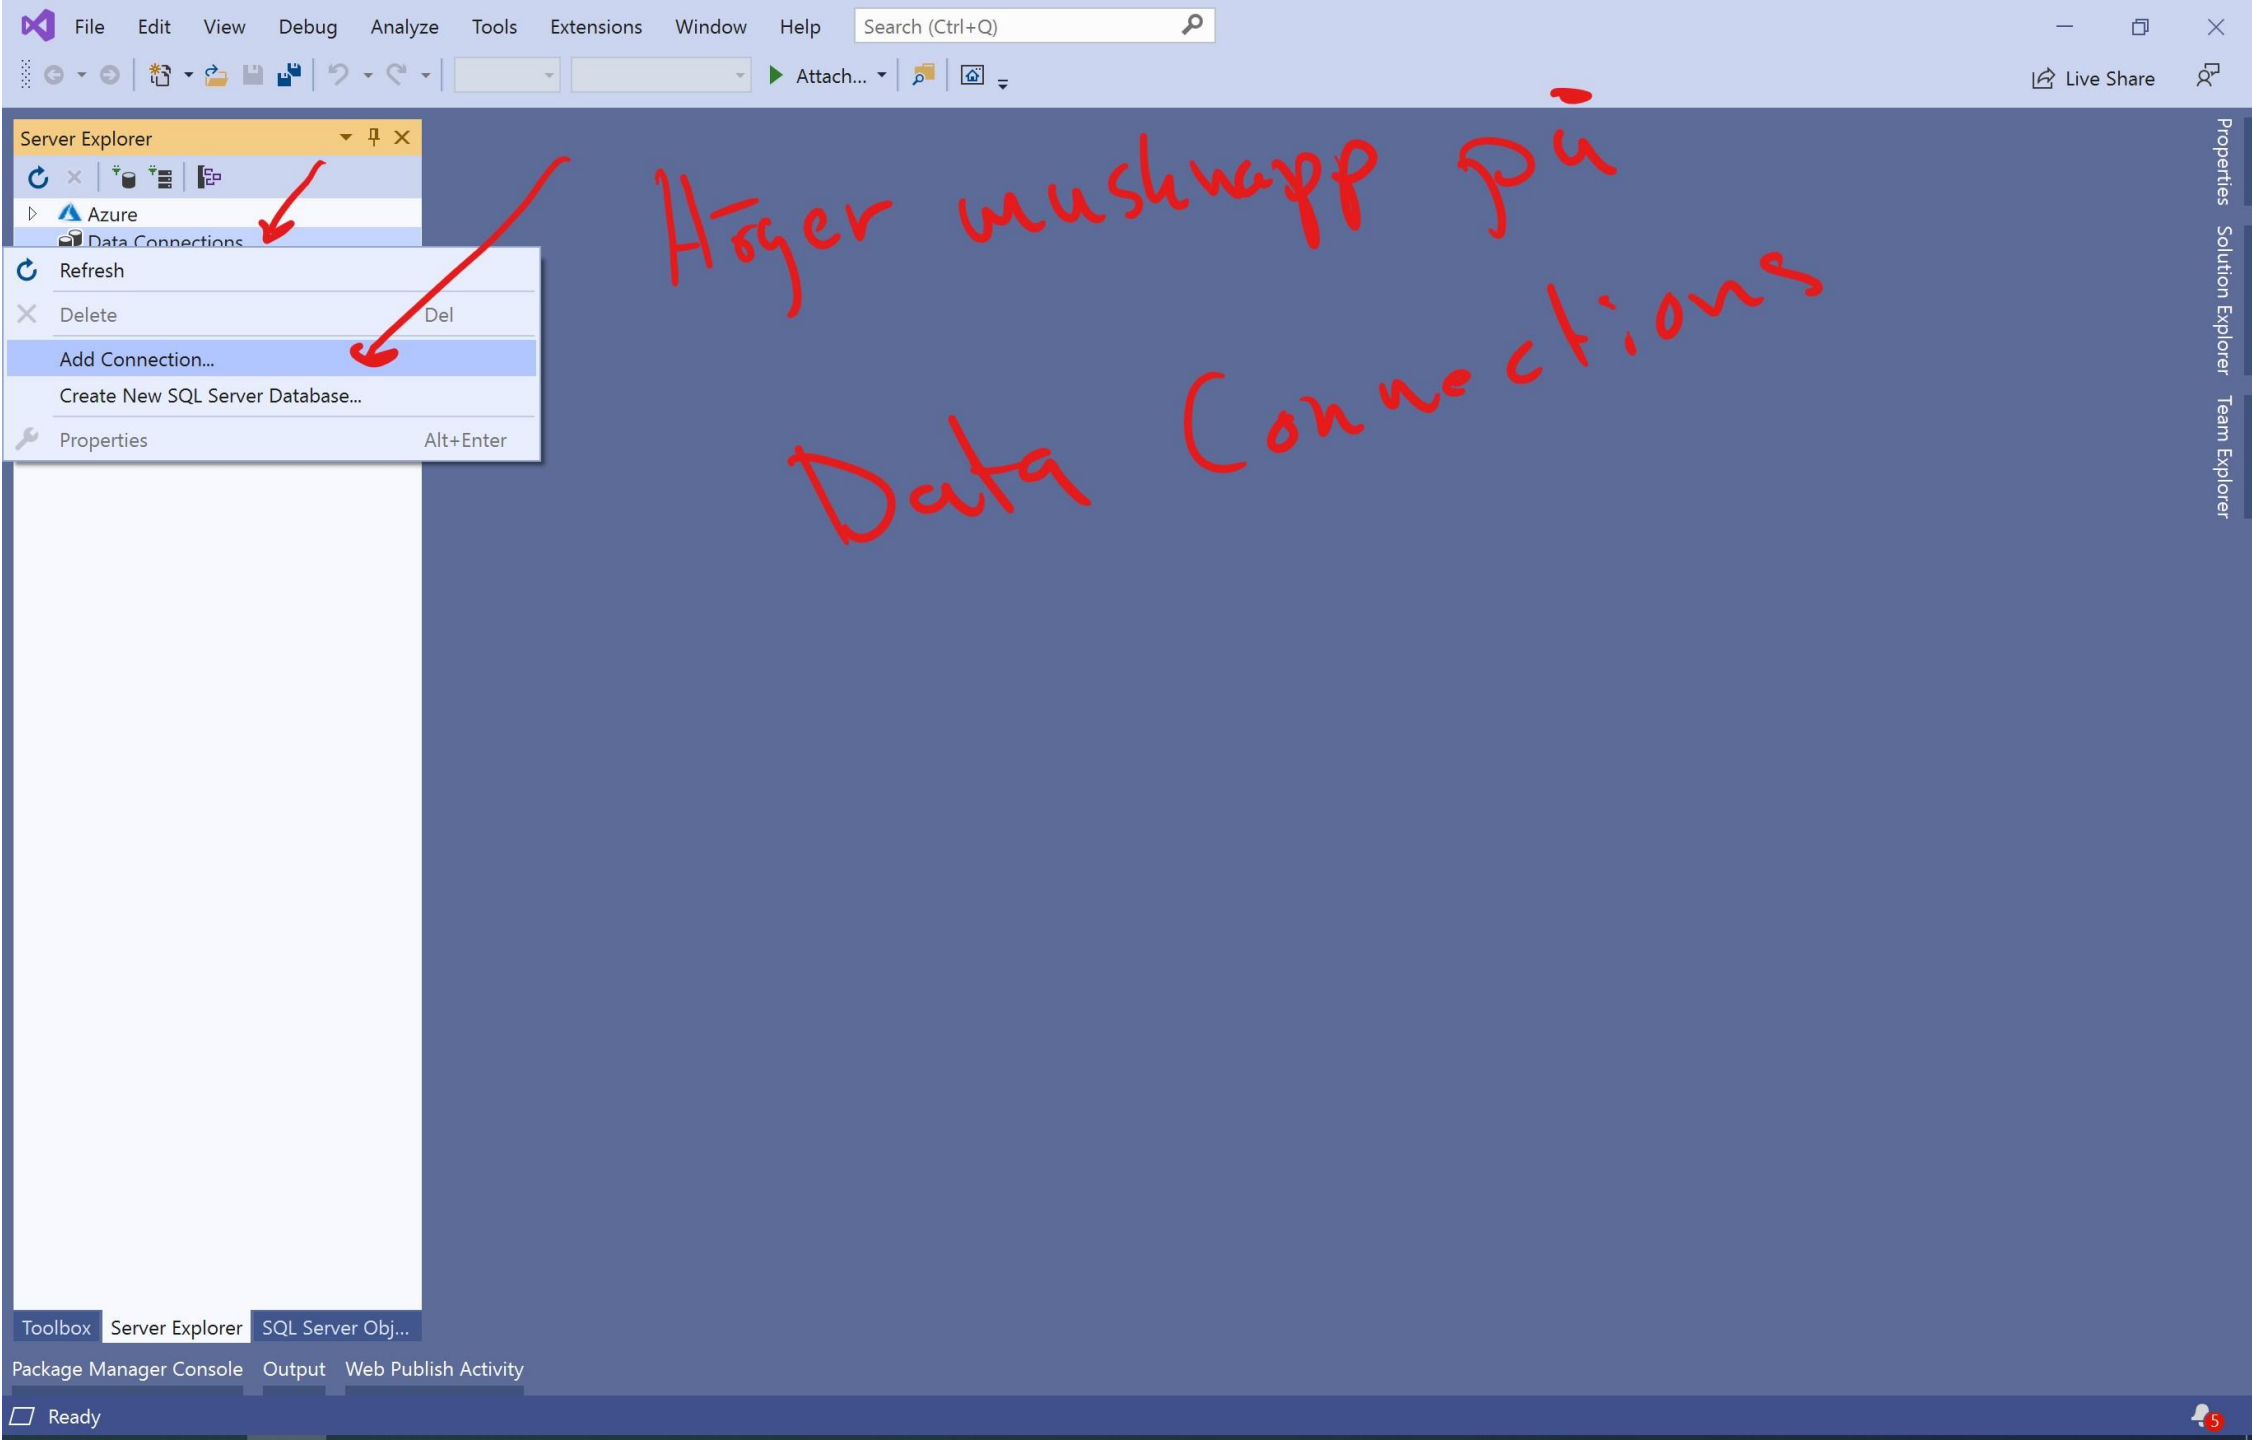 File Edit View Debug Analyze Tools Extensions Window Help Search (Ctrl+Q)
Attach... Live Share
Server Explorer
Azure
Data Connections
Refresh
Delete Del
Add Connection...
Create New SQL Server Database...
Properties Alt+Enter
Höger musknapp på
Data Connections
Properties
Solution Explorer
Team Explorer
Toolbox Server Explorer SQL Server Obj...
Package Manager Console Output Web Publish Activity
Ready
5